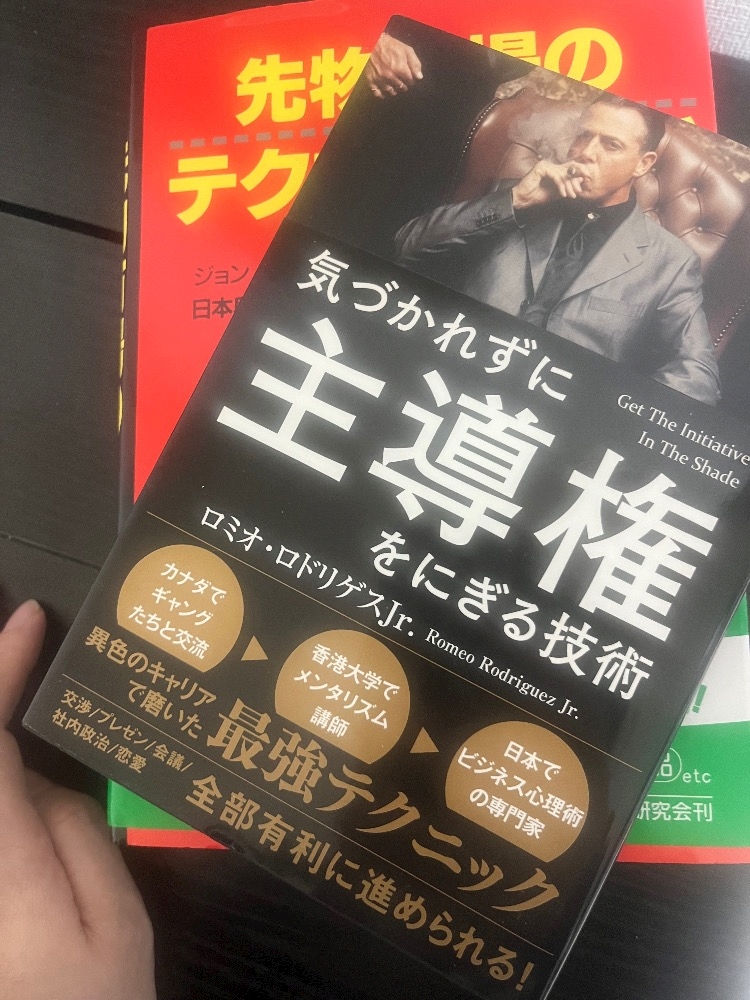 先物
テク
ジョン
日本
気づかれずに
主導権
をにぎる技術
Get The Initiative
In The Shade
ロミオ・ロドリゲスJr. Romeo Rodriguez Jr.
カナダで
ギャング
たちと交流
香港大学で
メンタリズム
講師
日本で
ビジネス心理術
の専門家
異色のキャリア
で磨いた
最強テクニック
交渉/プレゼン/会議/
社内政治/恋愛
全部有利に進められる!
etc
研究会刊